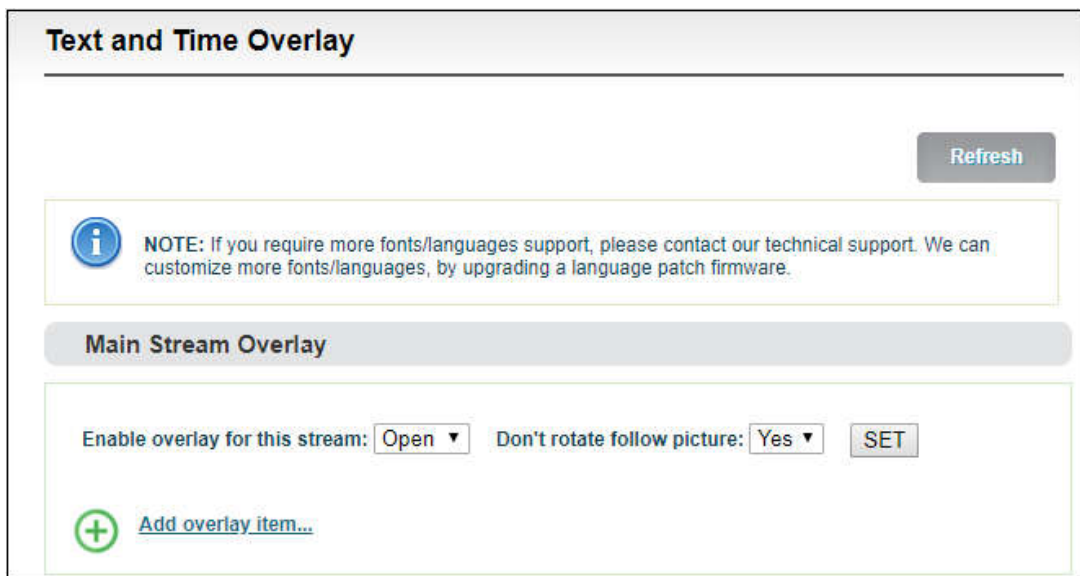 Text and Time Overlay
Refresh
NOTE: If you require more fonts/languages support, please contact our technical support. We can
customize more fonts/languages, by upgrading a language patch firmware.
Main Stream Overlay
Enable overlay for this stream: Open Don't rotate follow picture: Yes SET
Add overlay item...